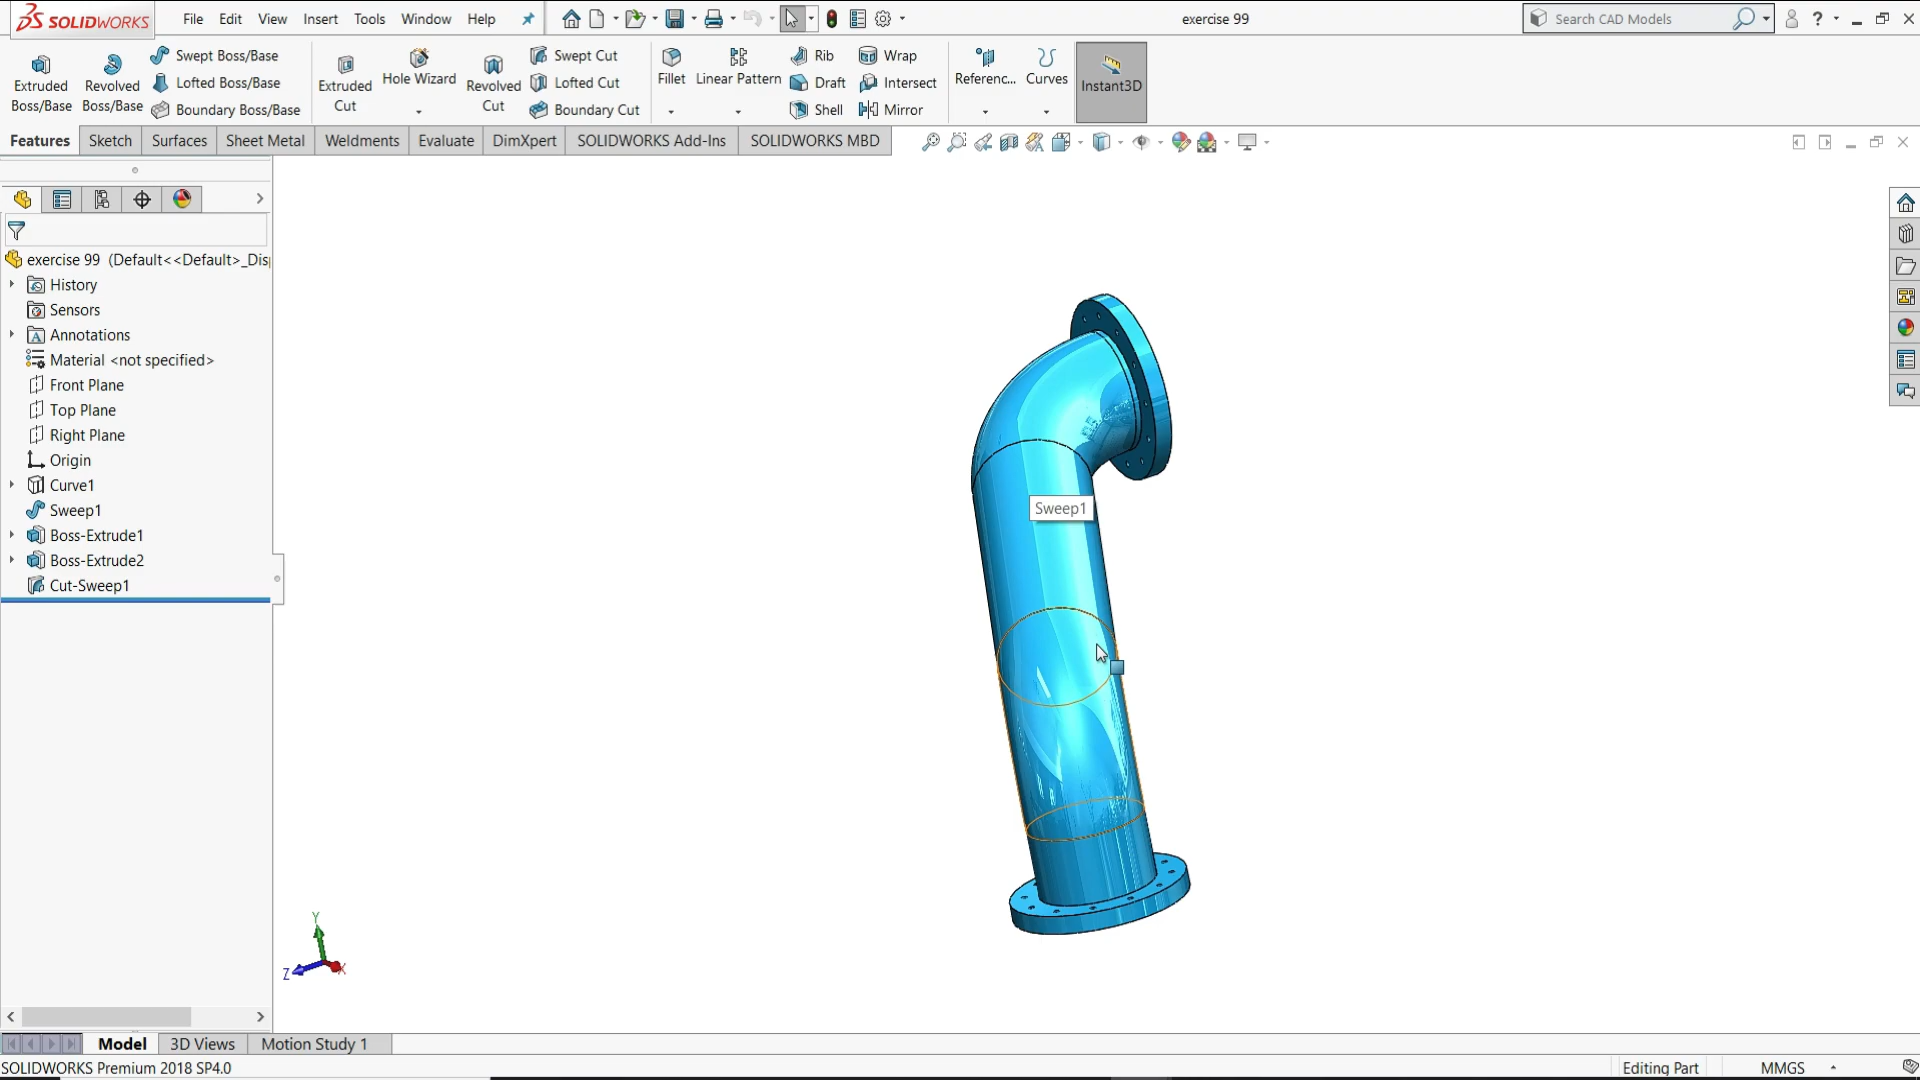 SOLIDWORKS File Edit View Insert Tools Window Help exercise 99 Search CAD Models ?
Extruded Boss/Base
Revolved Boss/Base
Swept Boss/Base
Lofted Boss/Base
Boundary Boss/Base
Extruded Cut
Hole Wizard
Revolved Cut
Swept Cut
Lofted Cut
Boundary Cut
Fillet
Linear Pattern
Rib
Draft
Shell
Wrap
Intersect
Mirror
Referenc...
Curves
Instant3D
Features Sketch Surfaces Sheet Metal Weldments Evaluate DimXpert SOLIDWORKS Add-Ins SOLIDWORKS MBD
exercise 99 (Default<<Default>_Dis
History
Sensors
Annotations
Material <not specified>
Front Plane
Top Plane
Right Plane
Origin
Curve1
Sweep1
Boss-Extrude1
Boss-Extrude2
Cut-Sweep1
Sweep1
Y
Z X
Model 3D Views Motion Study 1
SOLIDWORKS Premium 2018 SP4.0 Editing Part MMGS